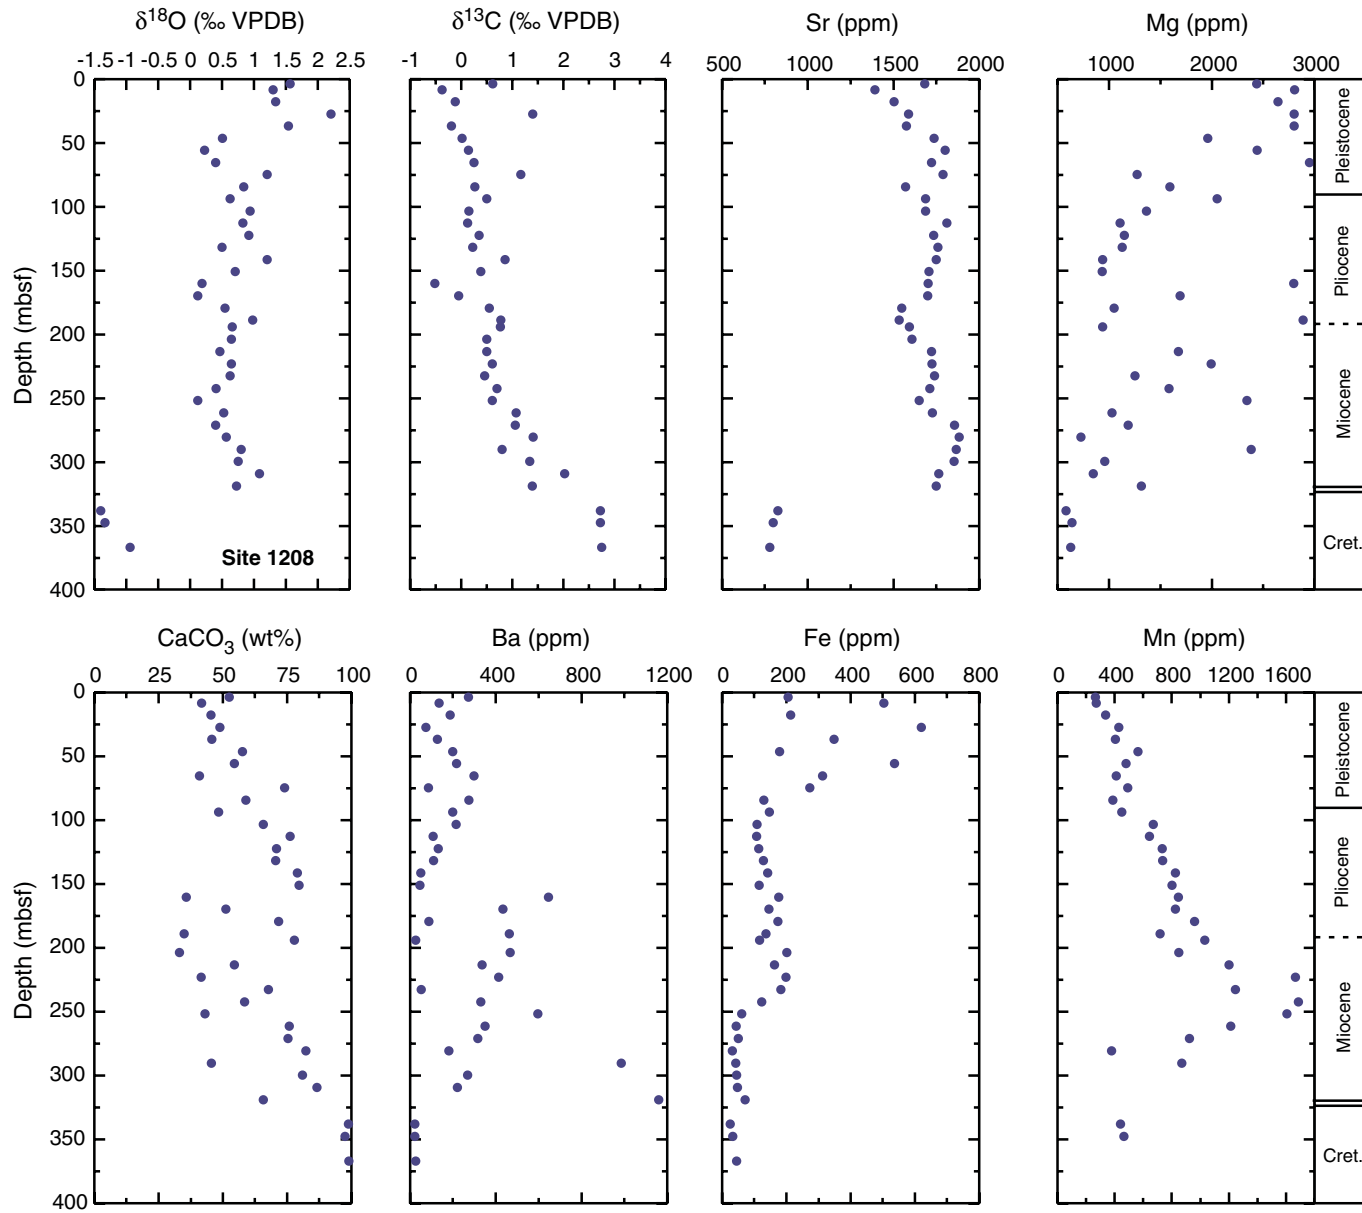 δ18O (‰ VPDB) δ13C (‰ VPDB) Sr (ppm) Mg (ppm)
-1.5 -1 -0.5 0 0.5 1 1.5 2 2.5 -1 0 1 2 3 4 500 1000 1500 2000 1000 2000 3000
0
50
100
150
200
250
300
350
400
Depth (mbsf)
Site 1208
Pleistocene
Pliocene
Miocene
Cret.
CaCO3 (wt%) Ba (ppm) Fe (ppm) Mn (ppm)
0 25 50 75 100 0 400 800 1200 0 200 400 600 800 0 400 800 1200 1600
0
50
100
150
200
250
300
350
400
Depth (mbsf)
Pleistocene
Pliocene
Miocene
Cret.